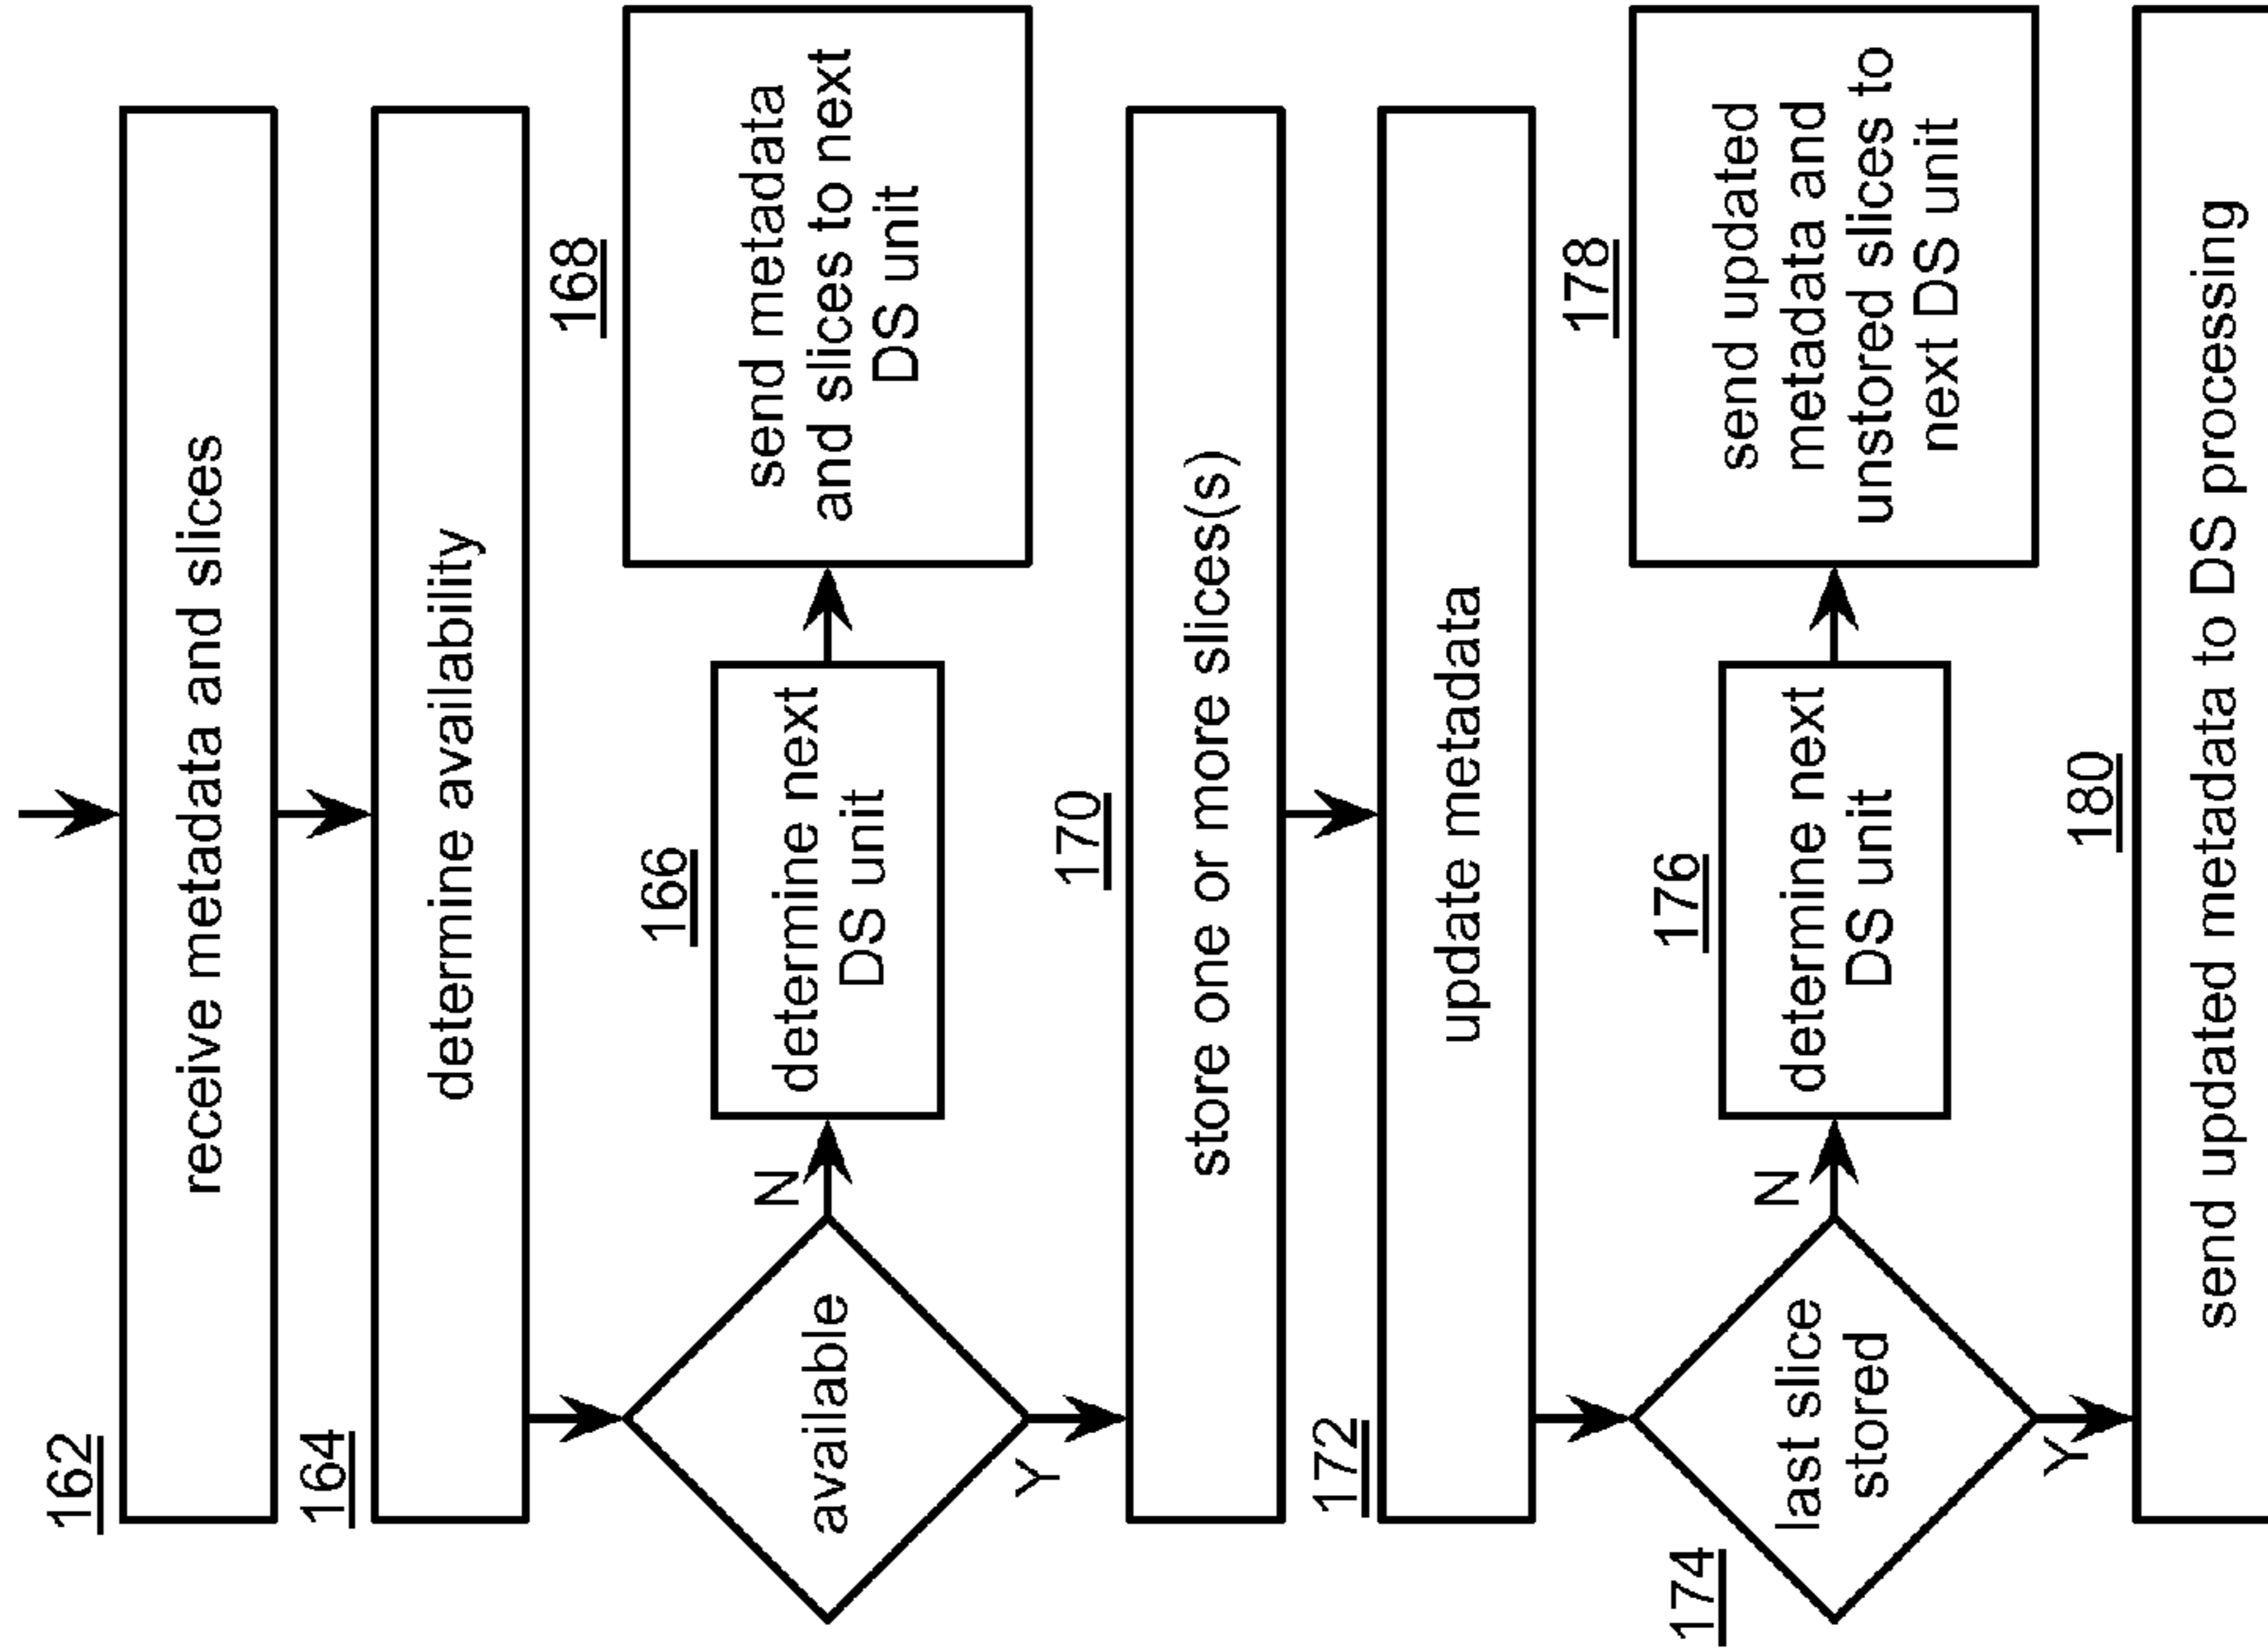 162
receive metadata and slices
164
determine availability
available
N
Y
166
determine next
DS unit
168
send metadata
and slices to next
DS unit
170
store one or more slices(s)
172
update metadata
174
last slice
stored
N
Y
176
determine next
DS unit
178
send updated
metadata and
unstored slices to
next DS unit
180
send updated metadata to DS processing